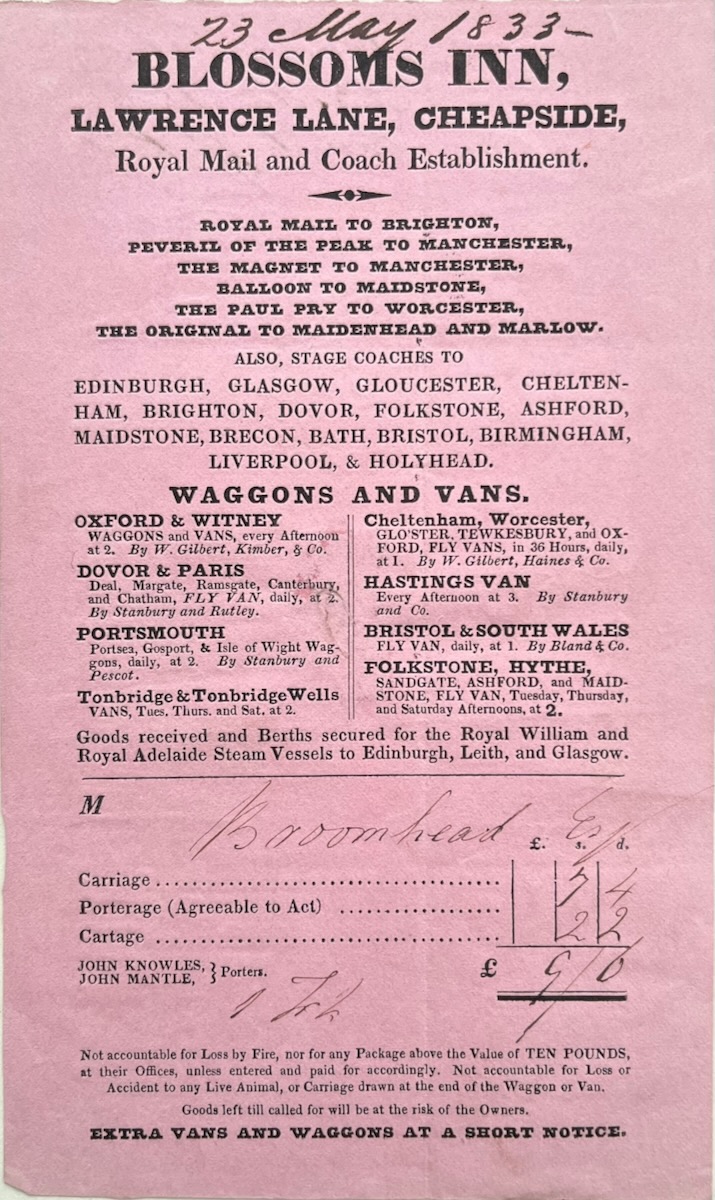 23 May 1833-
BLOSSOMS INN,
LAWRENCE LANE, CHEAPSIDE,
Royal Mail and Coach Establishment.
ROYAL MAIL TO BRIGHTON,
PEVERIL OF THE PEAK TO MANCHESTER,
THE MAGNET TO MANCHESTER,
BALLOON TO MAIDSTONE,
THE PAUL PRY TO WORCESTER,
THE ORIGINAL TO MAIDENHEAD AND MARLOW.
ALSO, STAGE COACHES TO
EDINBURGH, GLASGOW, GLOUCESTER, CHELTEN-
HAM, BRIGHTON, DOVOR, FOLKSTONE, ASHFORD,
MAIDSTONE, BRECON, BATH, BRISTOL, BIRMINGHAM,
LIVERPOOL, & HOLYHEAD.
WAGGONS AND VANS.
OXFORD & WITNEY
WAGGONS and VANS, every Afternoon
at 2. By W. Gilbert, Kimber, & Co.
DOVOR & PARIS
Deal, Margate, Ramsgate, Canterbury,
and Chatham, FLY VAN, daily, at 2.
By Stanbury and Rutley.
PORTSMOUTH
Portsea, Gosport, & Isle of Wight Wag-
gons, daily, at 2. By Stanbury and
Pescot.
Tonbridge & Tonbridge Wells
VANS, Tues. Thurs. and Sat. at 2.
Cheltenham, Worcester,
GLO'STER, TEWKESBURY, and OX-
FORD, FLY VANS, in 36 Hours, daily,
at 1. By W. Gilbert, Haines & Co.
HASTINGS VAN
Every Afternoon at 3. By Stanbury
and Co.
BRISTOL & SOUTH WALES
FLY VAN, daily, at 1. By Bland & Co.
FOLKSTONE, HYTHE,
SANDGATE, ASHFORD, and MAID-
STONE, FLY VAN, Tuesday, Thursday,
and Saturday Afternoons, at 2.
Goods received and Berths secured for the Royal William and
Royal Adelaide Steam Vessels to Edinburgh, Leith, and Glasgow.
M Broomhead Esq
£. s. d.
Carriage ........ 7 4
Porterage (Agreeable to Act) ........
Cartage ........ 2 2
JOHN KNOWLES, JOHN MANTLE, } Porters. £ 9/6
Not accountable for Loss by Fire, nor for any Package above the Value of TEN POUNDS,
at their Offices, unless entered and paid for accordingly. Not accountable for Loss or
Accident to any Live Animal, or Carriage drawn at the end of the Waggon or Van.
Goods left till called for will be at the risk of the Owners.
EXTRA VANS AND WAGGONS AT A SHORT NOTICE.